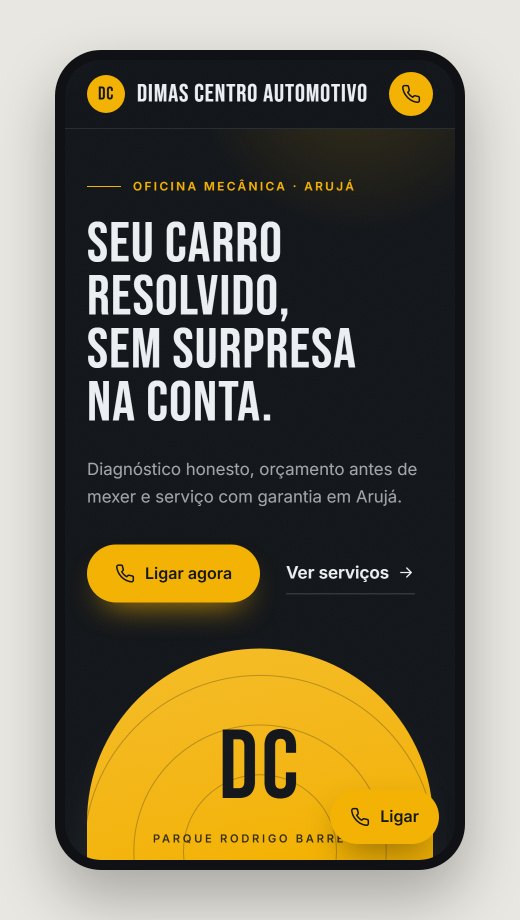 DC DIMAS CENTRO AUTOMOTIVO
OFICINA MECÂNICA · ARUJÁ
SEU CARRO
RESOLVIDO,
SEM SURPRESA
NA CONTA.
Diagnóstico honesto, orçamento antes de
mexer e serviço com garantia em Arujá.
Ligar agora
Ver serviços →
DC
Ligar
PARQUE RODRIGO